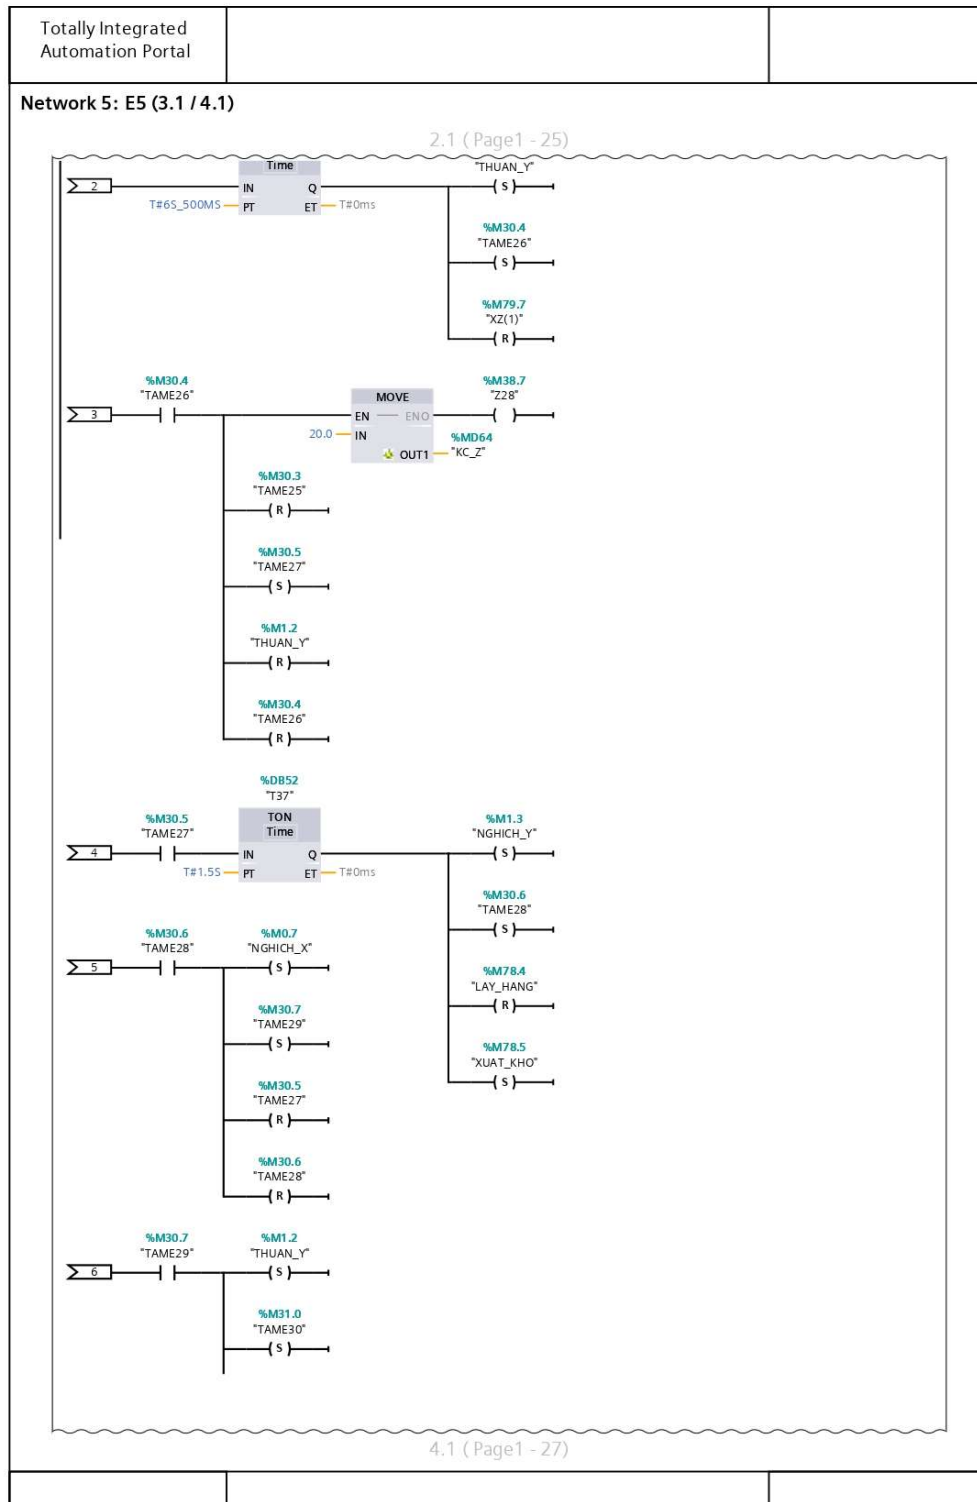 Totally Integrated
Automation Portal
Network 5: E5 (3.1 / 4.1)
2.1 ( Page1 - 25)
Time
"THUAN_Y"
2
IN
Q
( S )
T#6S_500MS
PT
ET
T#0ms
%M30.4
"TAME26"
( S )
%M79.7
"XZ(1)"
( R )
%M30.4
"TAME26"
MOVE
%M38.7
"Z28"
3
EN
ENO
( )
20.0
IN
%MD64
OUT1
"KC_Z"
%M30.3
"TAME25"
( R )
%M30.5
"TAME27"
( S )
%M1.2
"THUAN_Y"
( R )
%M30.4
"TAME26"
( R )
%DB52
"T37"
%M30.5
"TAME27"
TON
Time
%M1.3
"NGHICH_Y"
4
IN
Q
( S )
T#1.5S
PT
ET
T#0ms
%M30.6
"TAME28"
( S )
%M30.6
"TAME28"
%M0.7
"NGHICH_X"
5
( S )
%M78.4
"LAY_HANG"
( R )
%M30.7
"TAME29"
( S )
%M78.5
"XUAT_KHO"
( S )
%M30.5
"TAME27"
( R )
%M30.6
"TAME28"
( R )
%M30.7
"TAME29"
%M1.2
"THUAN_Y"
6
( S )
%M31.0
"TAME30"
( S )
4.1 ( Page1 - 27)